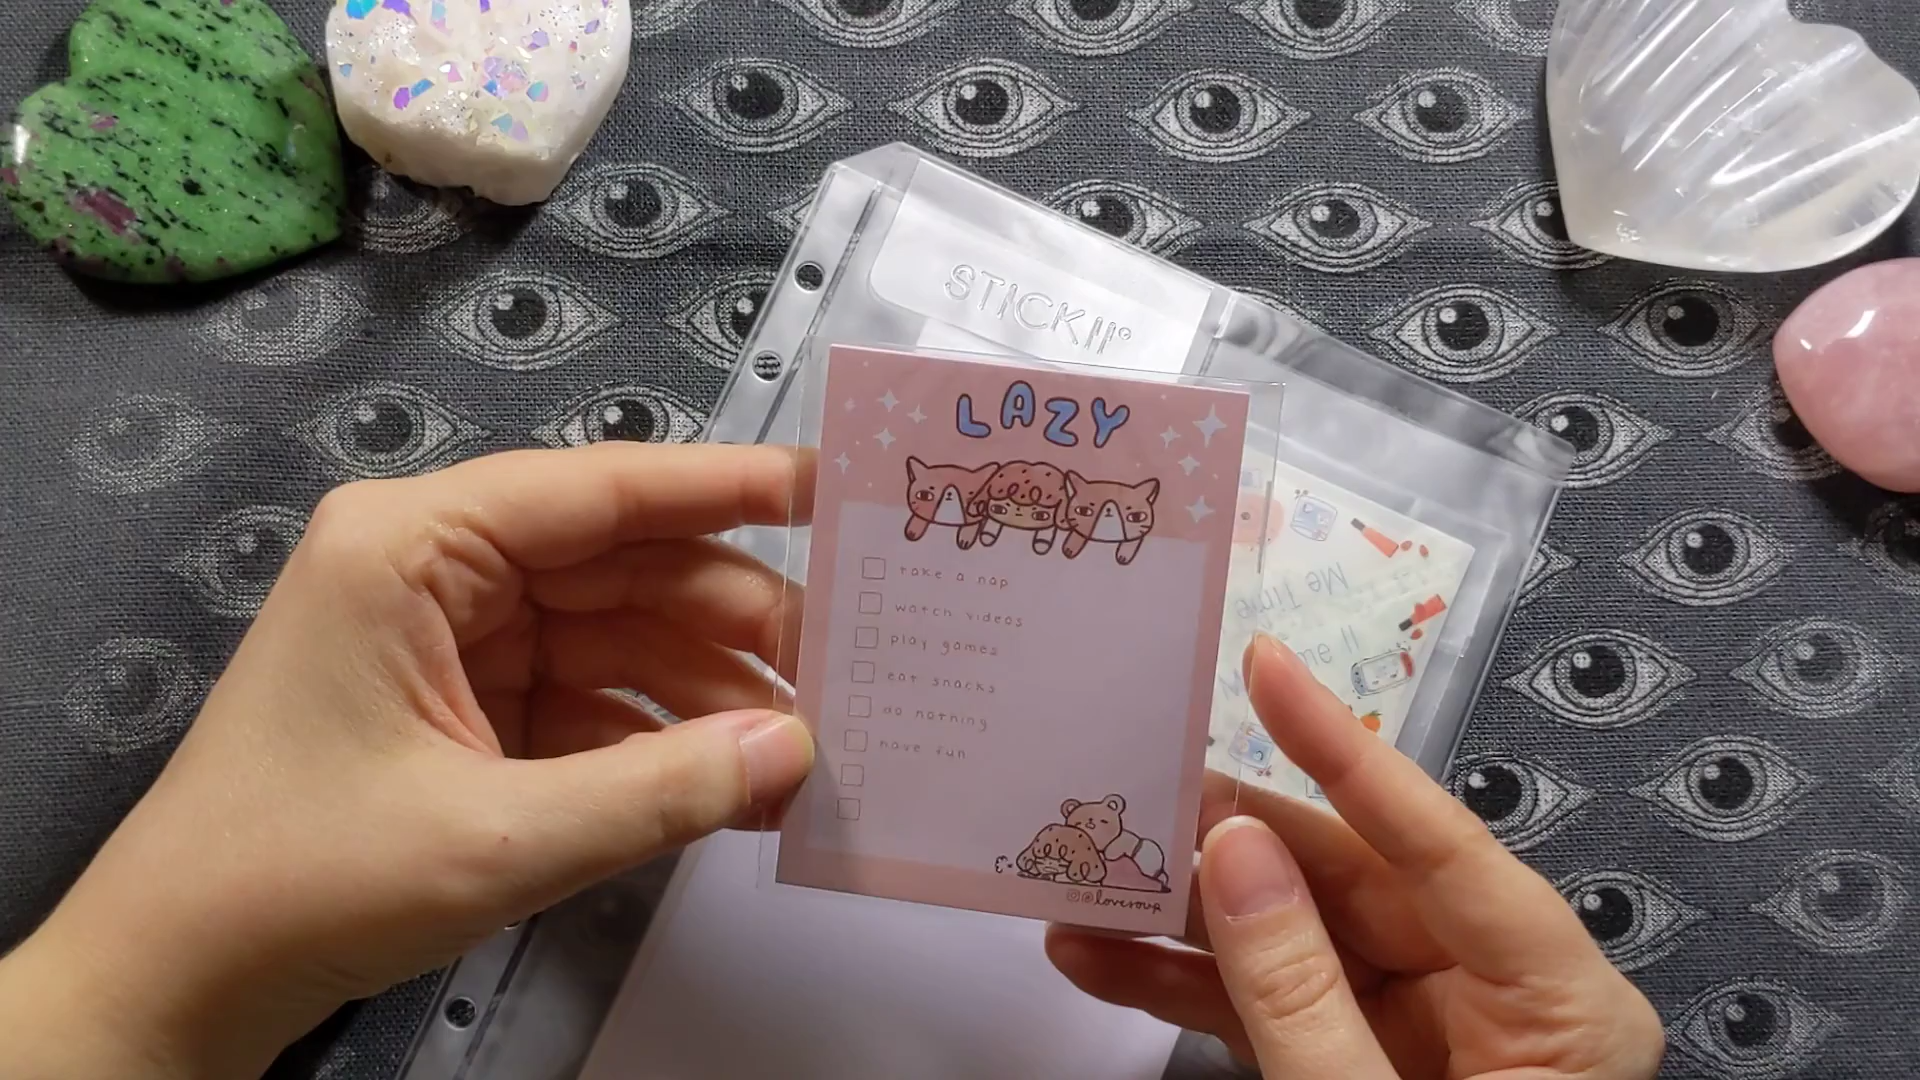 STICKII
LAZY
take a nap
watch videos
play games
eat snacks
do nothing
have fun
@lovesoup
Me Time